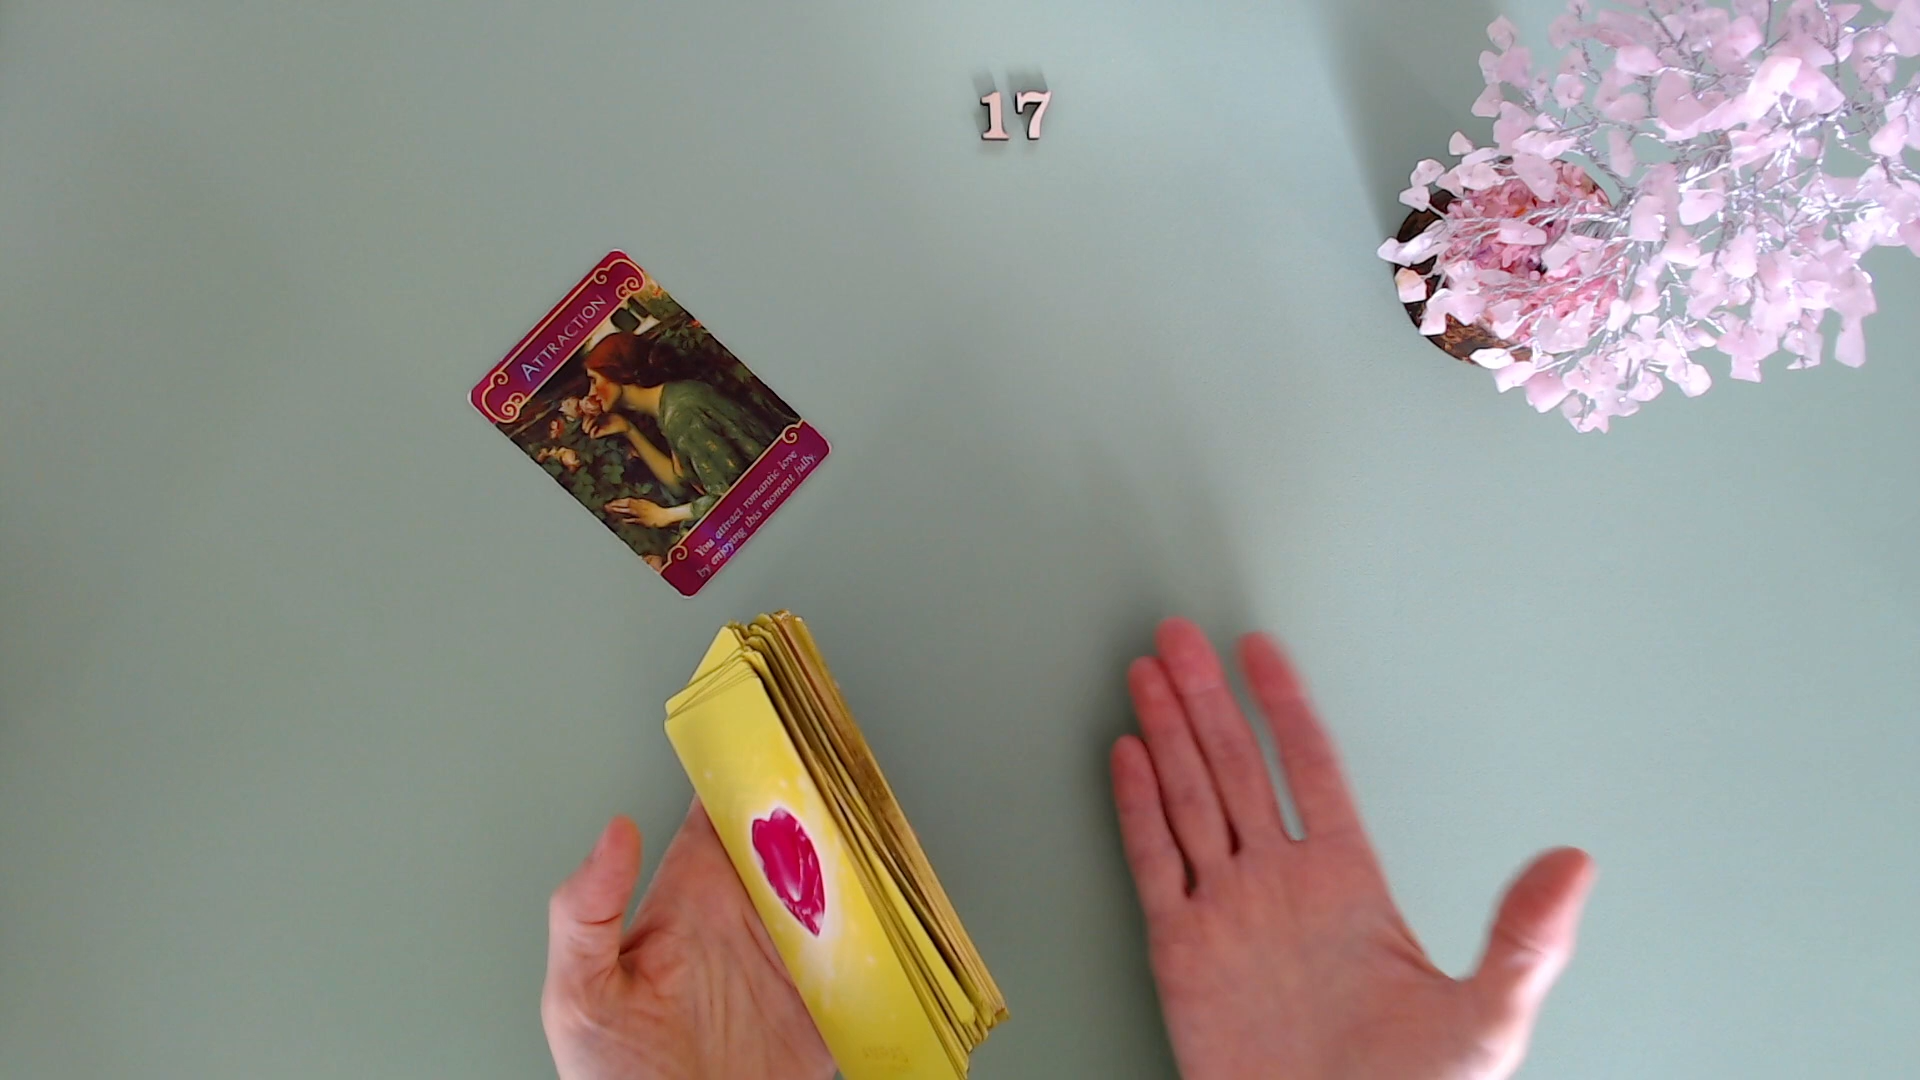 17
ATTRACTION
You attract romantic love
by enjoying this moment fully.